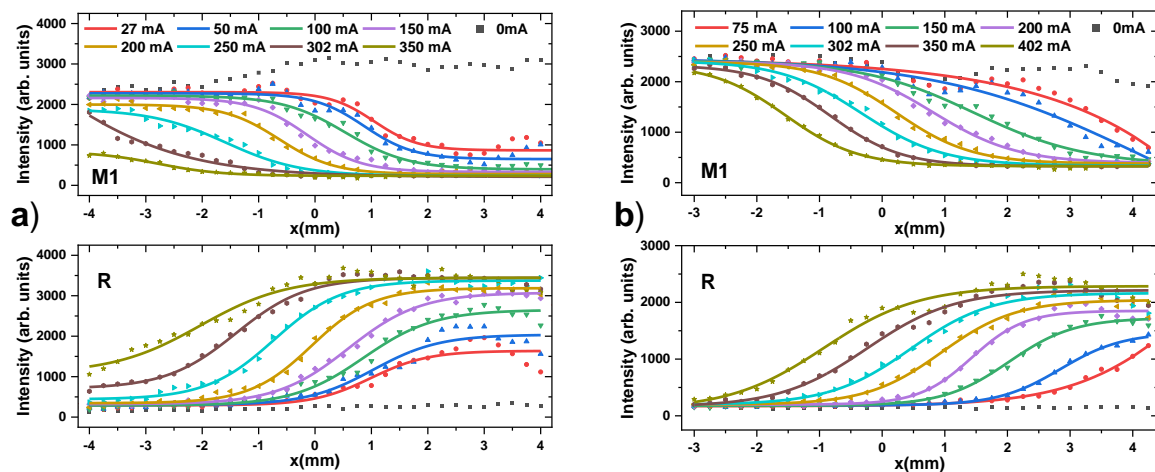 27 mA 50 mA 100 mA 150 mA 0mA
200 mA 250 mA 302 mA 350 mA
4000
3000
2000
1000
0
Intensity (arb. units)
M1
-4 -3 -2 -1 0 1 2 3 4
x(mm)
a)
4000
3000
2000
1000
0
Intensity (arb. units)
R
-4 -3 -2 -1 0 1 2 3 4
x(mm)
75 mA 100 mA 150 mA 200 mA 0mA
250 mA 302 mA 350 mA 402 mA
3000
2000
1000
0
Intensity (arb. units)
M1
-3 -2 -1 0 1 2 3 4
x(mm)
b)
3000
2000
1000
0
Intensity (arb. units)
R
-3 -2 -1 0 1 2 3 4
x(mm)